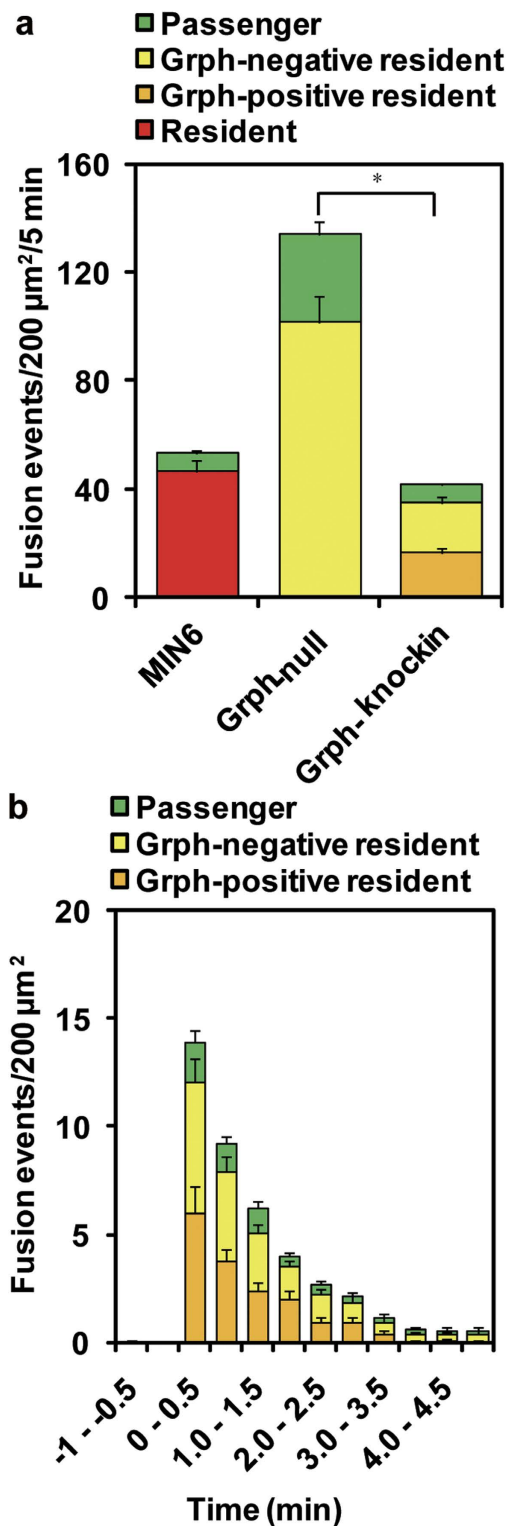 a
Passenger
Grph-negative resident
Grph-positive resident
Resident
Fusion events/200 µm²/5 min
160
120
80
40
0
*
MIN6
Grph-null
Grph- knockin
b
Passenger
Grph-negative resident
Grph-positive resident
Fusion events/200 µm²
20
15
10
5
0
-1 - -0.5
0 - 0.5
1.0 - 1.5
2.0 - 2.5
3.0 - 3.5
4.0 - 4.5
Time (min)